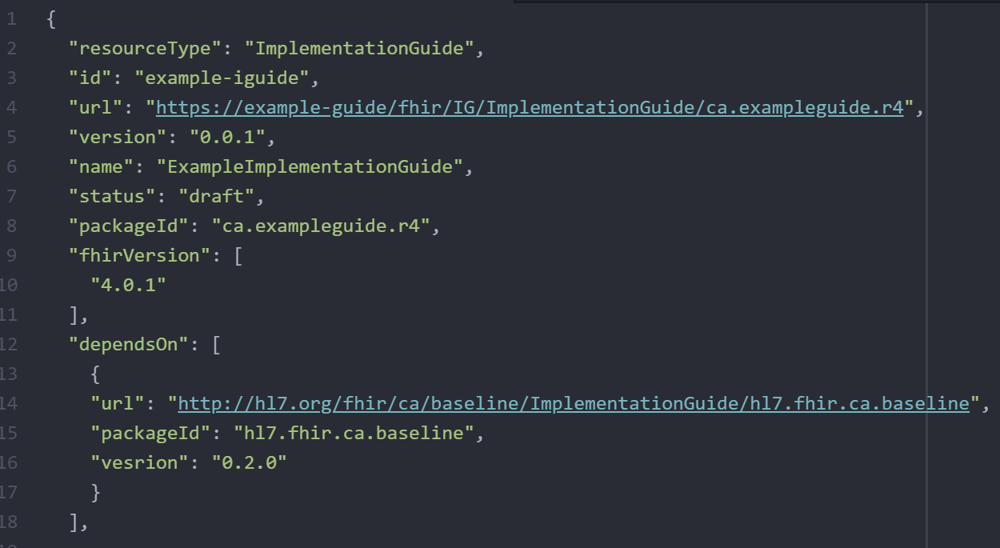 1 {
2 "resourceType": "ImplementationGuide",
3 "id": "example-iguide",
4 "url": "https://example-guide/fhir/IG/ImplementationGuide/ca.exampleguide.r4",
5 "version": "0.0.1",
6 "name": "ExampleImplementationGuide",
7 "status": "draft",
8 "packageId": "ca.exampleguide.r4",
9 "fhirVersion": [
10 "4.0.1"
11 ],
12 "dependsOn": [
13 {
14 "url": "http://hl7.org/fhir/ca/baseline/ImplementationGuide/hl7.fhir.ca.baseline",
15 "packageId": "hl7.fhir.ca.baseline",
16 "vesrion": "0.2.0"
17 }
18 ],